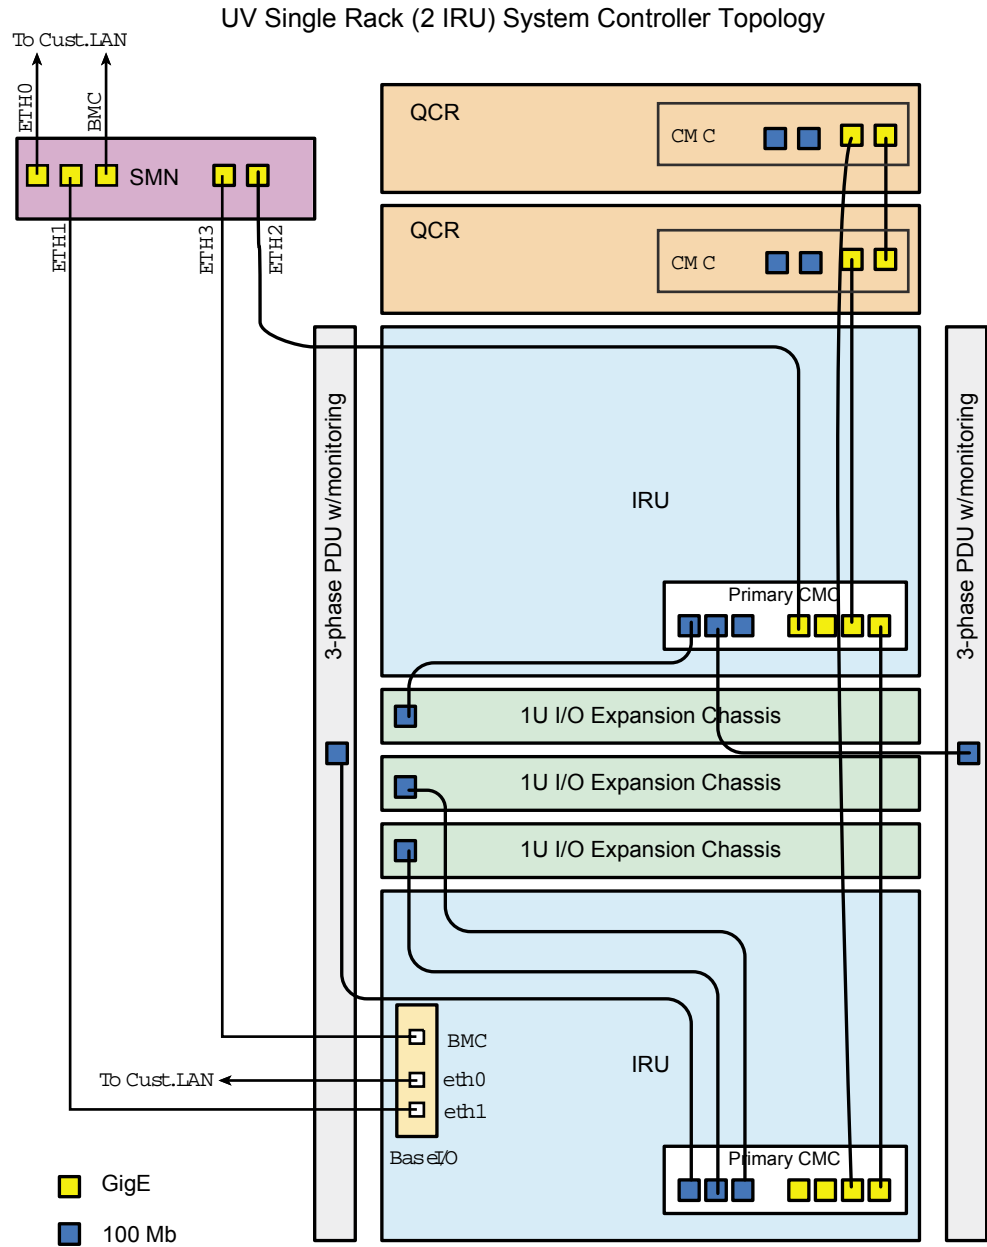 UV Single Rack (2 IRU) System Controller Topology
To Cust.LAN
ETH0
BMC
SMN
ETH1
ETH3
ETH2
QCR
CMC
QCR
CMC
3-phase PDU w/monitoring
IRU
Primary CMC
3-phase PDU w/monitoring
1U I/O Expansion Chassis
1U I/O Expansion Chassis
1U I/O Expansion Chassis
BMC
IRU
To Cust.LAN
eth0
eth1
BaseI/O
Primary CMC
GigE
100 Mb